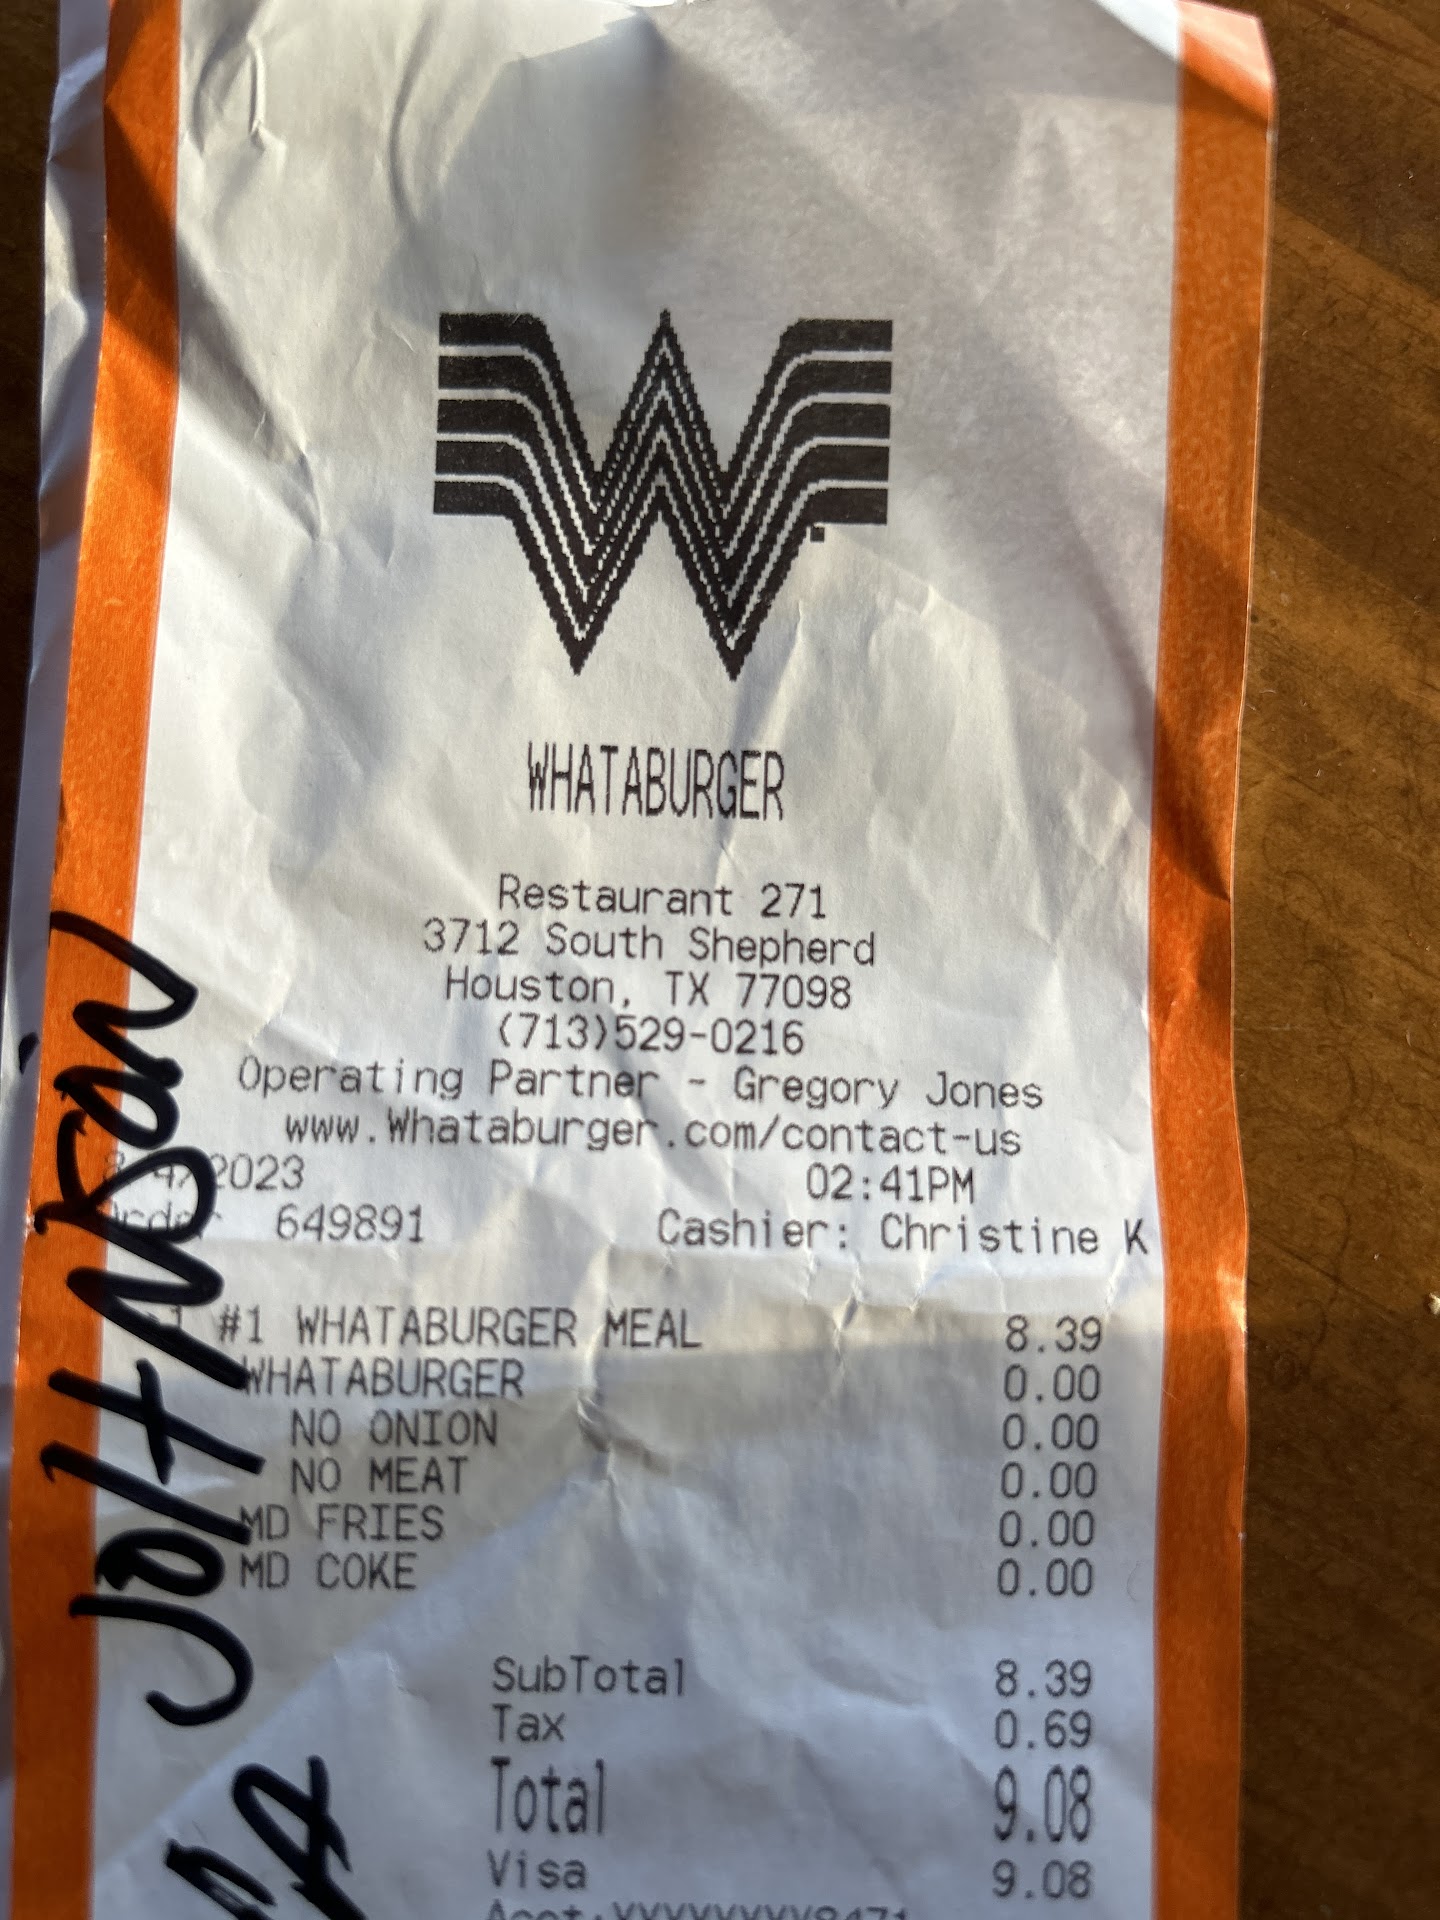 WHATABURGER
Restaurant 271
3712 South Shepherd
Houston, TX 77098
(713)529-0216
Operating Partner - Gregory Jones
www.Whataburger.com/contact-us
2023 02:41PM
Order 649891 Cashier: Christine K
1 #1 WHATABURGER MEAL 8.39
WHATABURGER 0.00
NO ONION 0.00
NO MEAT 0.00
MD FRIES 0.00
MD COKE 0.00
SubTotal 8.39
Tax 0.69
Total 9.08
Visa 9.08